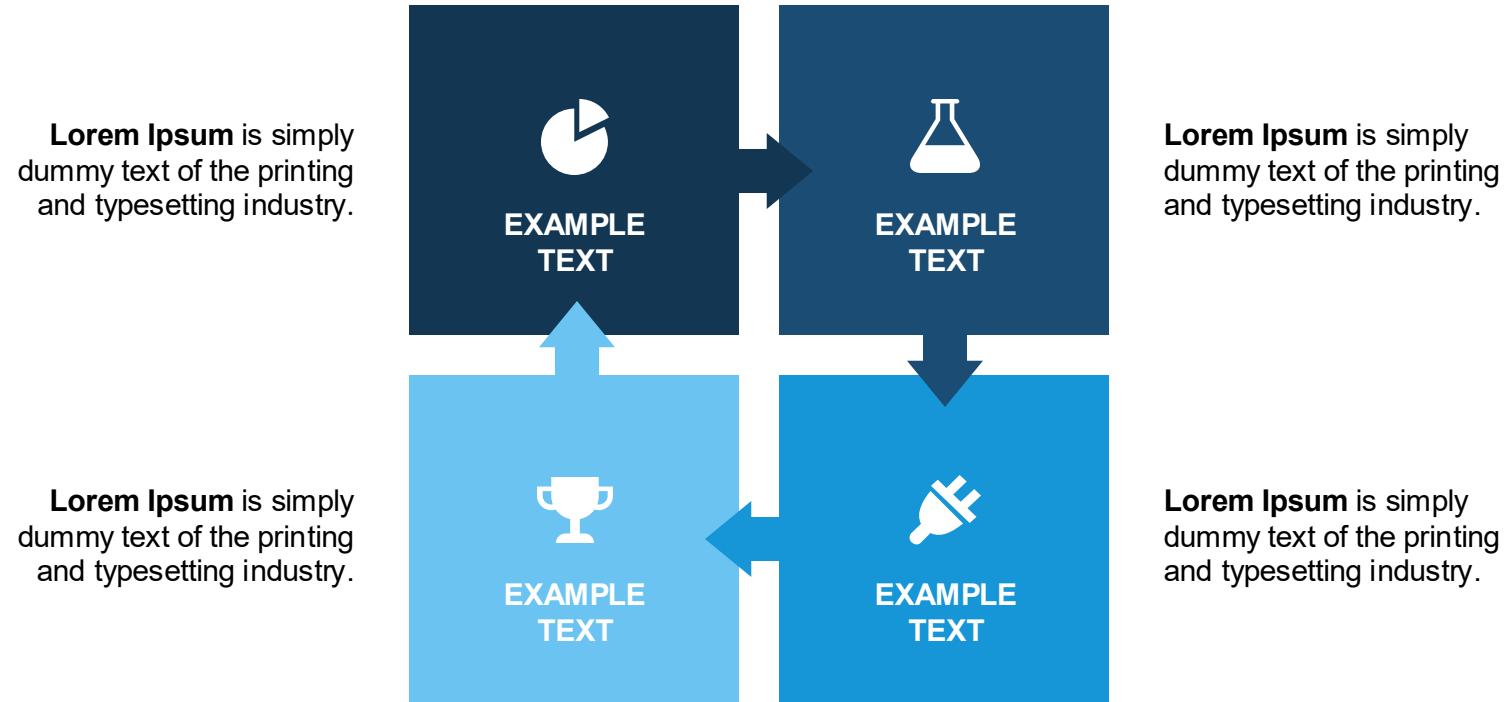 Lorem Ipsum is simply
dummy text of the printing
and typesetting industry.
EXAMPLE
TEXT
EXAMPLE
TEXT
Lorem Ipsum is simply
dummy text of the printing
and typesetting industry.
Lorem Ipsum is simply
dummy text of the printing
and typesetting industry.
EXAMPLE
TEXT
EXAMPLE
TEXT
Lorem Ipsum is simply
dummy text of the printing
and typesetting industry.